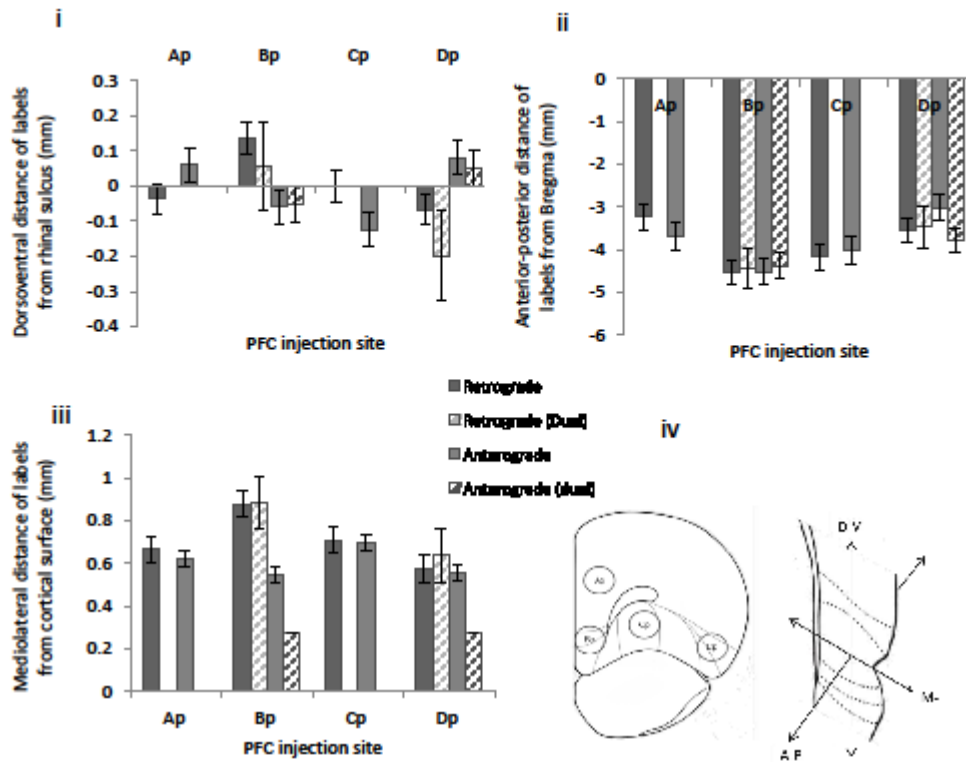 i
Ap Bp Cp Dp
0.3
0.2
0.1
0
-0.1
-0.2
-0.3
-0.4
Dorsoventral distance of labels
from rhinal sulcus (mm)
PFC injection site
ii
0
-1
-2
-3
-4
-5
-6
Ap Bp Cp Dp
Anterior-posterior distance of
labels from Bregma (mm)
PFC injection site
Retrograde
Retrograde (Dual)
Anterograde
Anterograde (dual)
iii
1.2
1
0.8
0.6
0.4
0.2
0
Mediolateral distance of labels
from cortical surface (mm)
Ap Bp Cp Dp
PFC injection site
iv
Ap
Bp
Cp
D V
A P